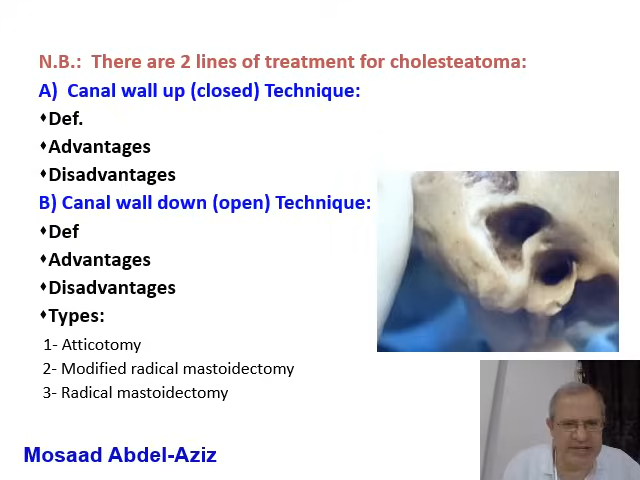 N.B.: There are 2 lines of treatment for cholesteatoma:
A) Canal wall up (closed) Technique:
♦Def.
♦Advantages
♦Disadvantages
B) Canal wall down (open) Technique:
♦Def
♦Advantages
♦Disadvantages
♦Types:
1- Atticotomy
2- Modified radical mastoidectomy
3- Radical mastoidectomy
Mosaad Abdel-Aziz